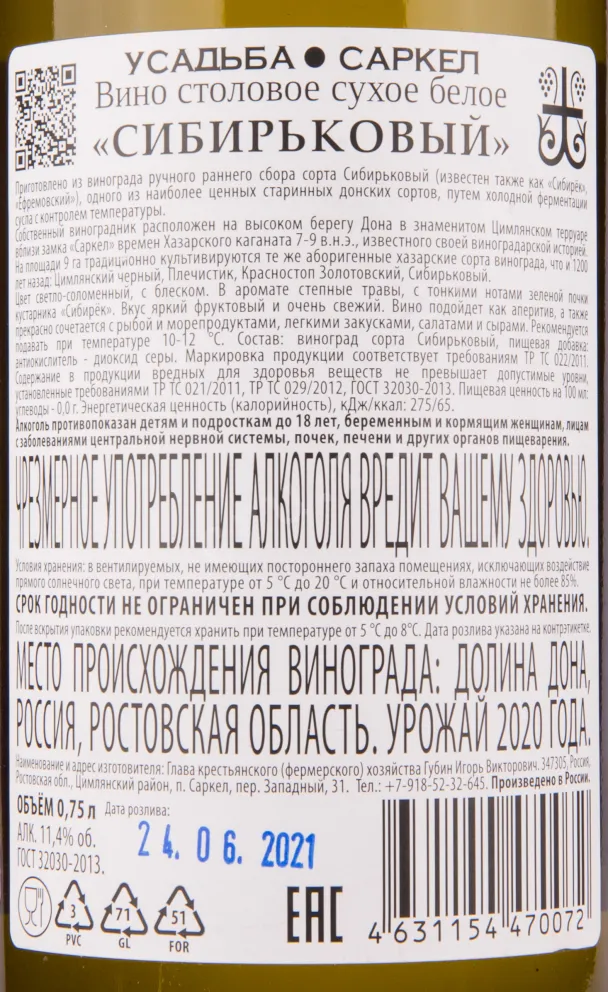 УСАДЬБА ● САРКЕЛ
Вино столовое сухое белое
«СИБИРЬКОВЫЙ»
Приготовлено из винограда ручного раннего сбора сорта Сибирьковый (известен также как «Сибирёк»,
«Ефремовский»), одного из наиболее ценных старинных донских сортов, путем холодной ферментации
сусла с контролем температуры.
Собственный виноградник расположен на высоком берегу Дона в знаменитом Цимлянском терруаре
вблизи замка «Саркел» времен Хазарского каганата 7-9 в.н.э., известного своей виноградарской историей.
На площади 9 га традиционно культивируются те же аборигенные хазарские сорта винограда, что и 1200
лет назад: Цимлянский черный, Плечистик, Красностоп Золотовский, Сибирьковый.
Цвет светло-соломенный, с блеском. В аромате степные травы, с тонкими нотами зеленой почки
кустарника «Сибирёк». Вкус яркий фруктовый и очень свежий. Вино подойдет как аперитив, а также
прекрасно сочетается с рыбой и морепродуктами, легкими закусками, салатами и сырами. Рекомендуется
подавать при температуре 10-12 °С. Состав: виноград сорта Сибирьковый, пищевая добавка:
антиокислитель - диоксид серы. Маркировка продукции соответствует требованиям ТР ТС 022/2011.
Содержание в продукции вредных для здоровья веществ не превышает допустимые уровни,
установленные требованиями ТР ТС 021/2011, ТР ТС 029/2012, ГОСТ 32030-2013. Пищевая ценность на 100 мл:
углеводы - 0,0 г. Энергетическая ценность (калорийность), кДж/ккал: 275/65.
Алкоголь противопоказан детям и подросткам до 18 лет, беременным и кормящим женщинам, лицам
с заболеваниями центральной нервной системы, почек, печени и других органов пищеварения.
ЧРЕЗМЕРНОЕ УПОТРЕБЛЕНИЕ АЛКОГОЛЯ ВРЕДИТ ВАШЕМУ ЗДОРОВЬЮ.
Условия хранения: в вентилируемых, не имеющих постороннего запаха помещениях, исключающих воздействие
прямого солнечного света, при температуре от 5 °С до 20 °С и относительной влажности не более 85%.
СРОК ГОДНОСТИ НЕ ОГРАНИЧЕН ПРИ СОБЛЮДЕНИИ УСЛОВИЙ ХРАНЕНИЯ.
После вскрытия упаковки рекомендуется хранить при температуре от 5 °С до 8°С. Дата розлива указана на контрэтикетке.
МЕСТО ПРОИСХОЖДЕНИЯ ВИНОГРАДА: ДОЛИНА ДОНА,
РОССИЯ, РОСТОВСКАЯ ОБЛАСТЬ. УРОЖАЙ 2020 ГОДА.
Наименование и адрес изготовителя: Глава крестьянского (фермерского) хозяйства Губин Игорь Викторович. 347305, Россия,
Ростовская обл., Цимлянский район, п. Саркел, пер. Западный, 31. Тел.: +7-918-52-32-645. Произведено в России.
ОБЪЁМ 0,75 л Дата розлива:
АЛК. 11,4% об.
ГОСТ 32030-2013.
24.06.2021
3
PVC
71
GL
51
FOR
ЕАС
4 631154 470072